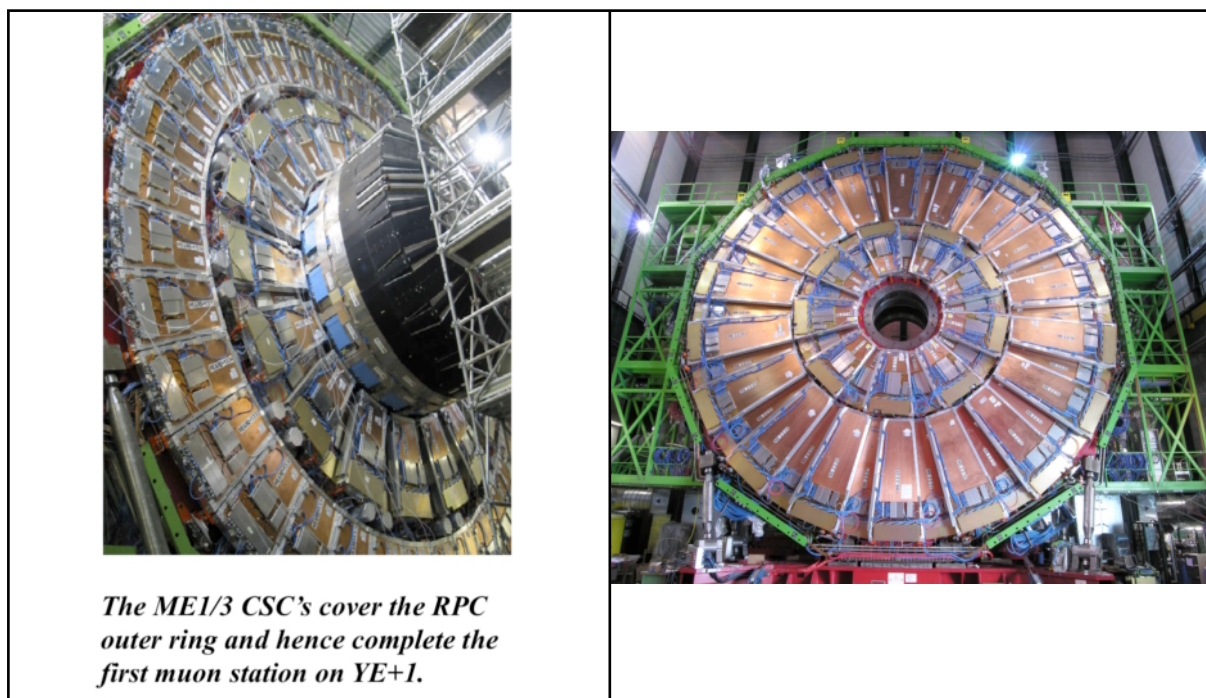 The ME1/3 CSC's cover the RPC
outer ring and hence complete the
first muon station on YE+1.